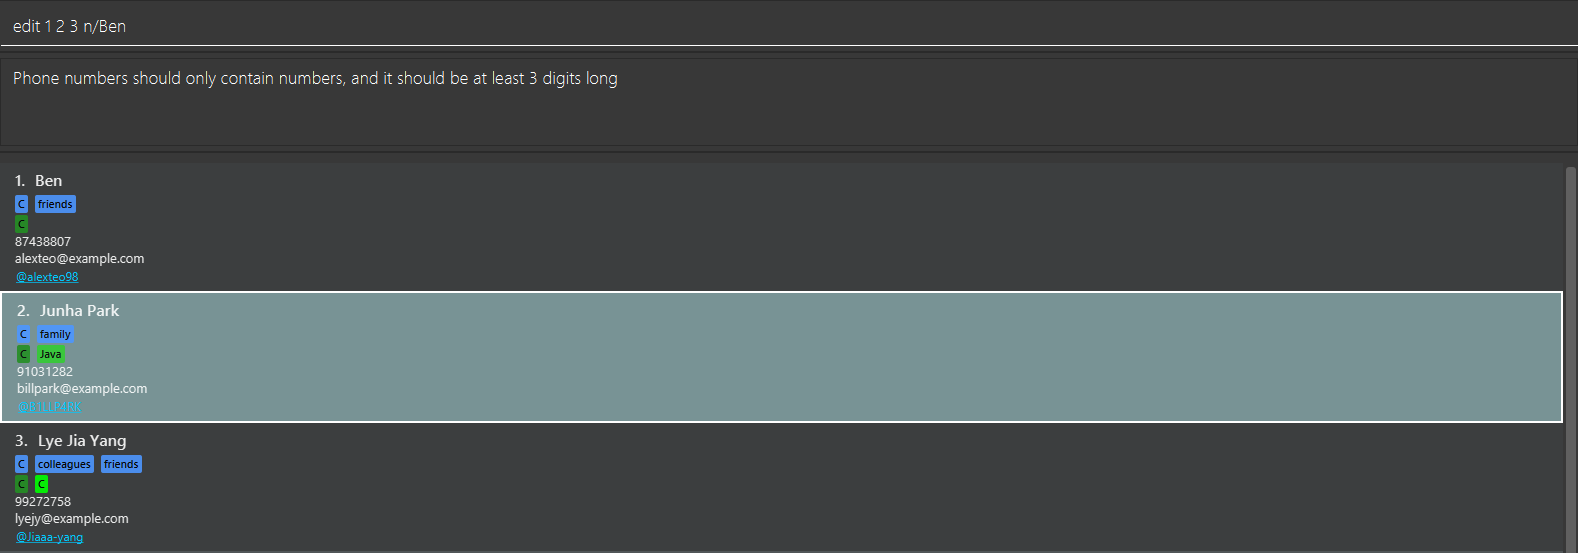 edit 1 2 3 n/Ben
Phone numbers should only contain numbers, and it should be at least 3 digits long
1. Ben
C friends
C
87438807
alexteo@example.com
@alexteo98
2. Junha Park
C family
C Java
91031282
billpark@example.com
@B1LLP4RK
3. Lye Jia Yang
C colleagues friends
C C
99272758
lyejy@example.com
@Jiaaa-yang